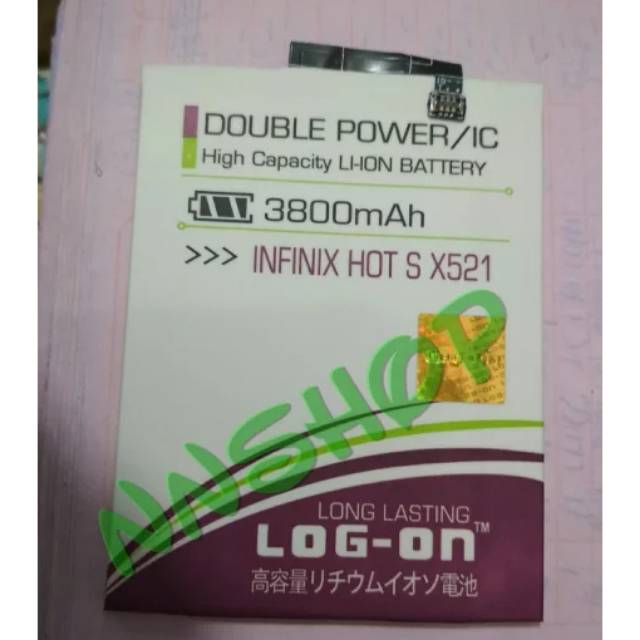 DOUBLE POWER/IC
High Capacity LI-ION BATTERY
3800mAh
>>> INFINIX HOT S X521
NNSHOP
LONG LASTING
LOG-ON™
高容量リチウムイオソ電池